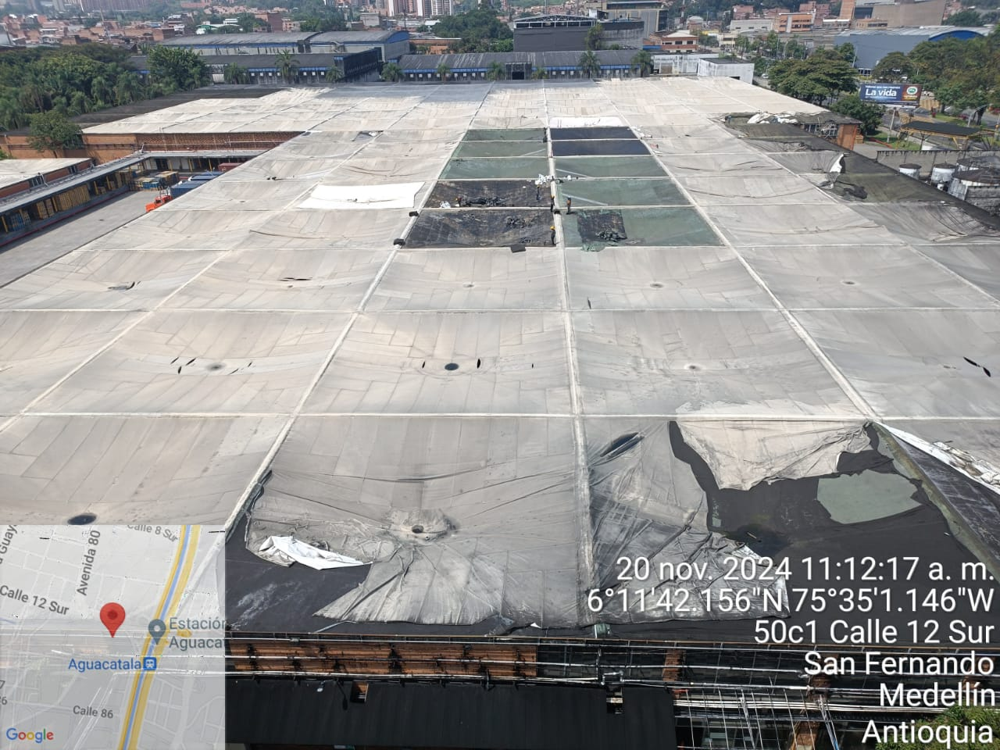 La vida
20 nov. 2024 11:12:17 a. m.
6°11'42.156"N 75°35'1.146"W
50c1 Calle 12 Sur
San Fernando
Medellín
Antioquia
Calle 8 Sur
Guay
Avenida 80
Calle 12 Sur
Estación
Aguacat
Aguacatala
Calle 86
Google